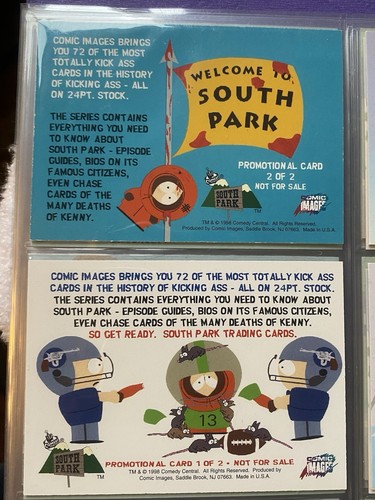 COMIC IMAGES BRINGS
YOU 72 OF THE MOST
TOTALLY KICK ASS
CARDS IN THE HISTORY
OF KICKING ASS - ALL
ON 24PT. STOCK.
THE SERIES CONTAINS
EVERYTHING YOU NEED
TO KNOW ABOUT
SOUTH PARK - EPISODE
GUIDES, BIOS ON ITS
FAMOUS CITIZENS,
EVEN CHASE
CARDS OF THE
MANY DEATHS
OF KENNY.
WELCOME TO
SOUTH
PARK
PROMOTIONAL CARD
2 OF 2
NOT FOR SALE
SOUTH
PARK
TM
COMIC
IMAGES
TM & © 1998 Comedy Central. All Rights Reserved.
Produced by Comic Images, Saddle Brook, NJ 07663. Made in U.S.A.
COMIC IMAGES BRINGS YOU 72 OF THE MOST TOTALLY KICK ASS
CARDS IN THE HISTORY OF KICKING ASS - ALL ON 24PT. STOCK.
THE SERIES CONTAINS EVERYTHING YOU NEED TO KNOW ABOUT
SOUTH PARK - EPISODE GUIDES, BIOS ON ITS FAMOUS CITIZENS,
EVEN CHASE CARDS OF THE MANY DEATHS OF KENNY.
SO GET READY. SOUTH PARK TRADING CARDS.
13
SOUTH
PARK
TM
PROMOTIONAL CARD 1 OF 2 - NOT FOR SALE
TM & © 1998 Comedy Central. All Rights Reserved. Produced by
Comic Images, Saddle Brook, NJ 07663. Made in U.S.A.
COMIC
IMAGES